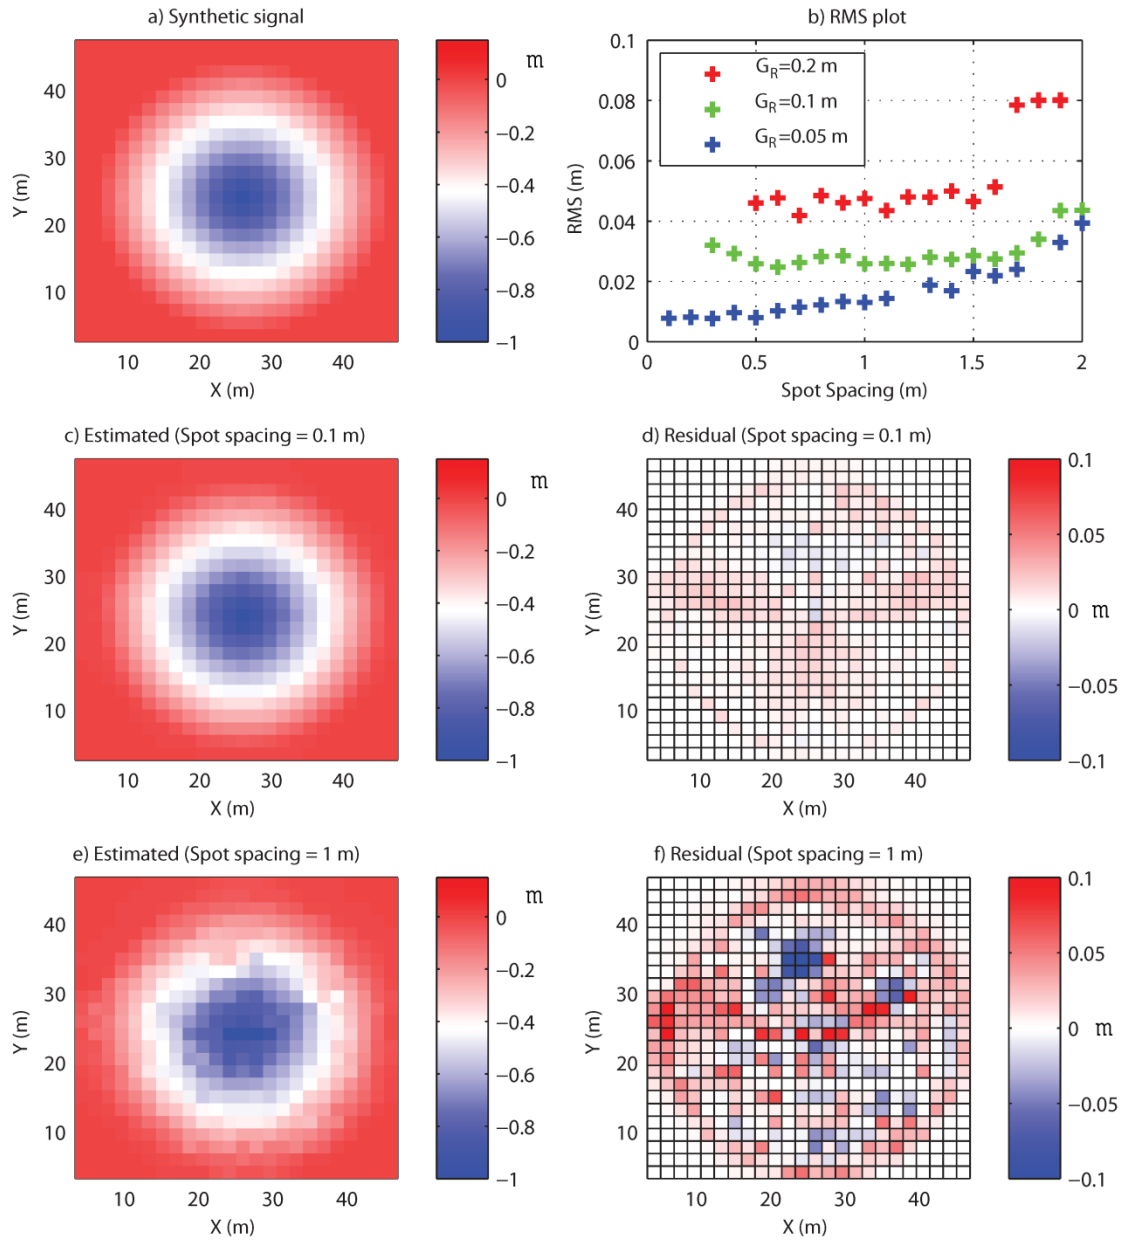 a) Synthetic signal
m
0
−0.2
−0.4
−0.6
−0.8
−1
40
30
20
10
Y (m)
10 20 30 40
X (m)
b) RMS plot
G_R=0.2 m
G_R=0.1 m
G_R=0.05 m
0.1
0.08
0.06
0.04
0.02
0
RMS (m)
0 0.5 1 1.5 2
Spot Spacing (m)
c) Estimated (Spot spacing = 0.1 m)
m
0
−0.2
−0.4
−0.6
−0.8
−1
40
30
20
10
Y (m)
10 20 30 40
X (m)
d) Residual (Spot spacing = 0.1 m)
0.1
0.05
0 m
−0.05
−0.1
40
30
20
10
Y (m)
10 20 30 40
X (m)
e) Estimated (Spot spacing = 1 m)
m
0
−0.2
−0.4
−0.6
−0.8
−1
40
30
20
10
Y (m)
10 20 30 40
X (m)
f) Residual (Spot spacing = 1 m)
0.1
0.05
0 m
−0.05
−0.1
40
30
20
10
Y (m)
10 20 30 40
X (m)